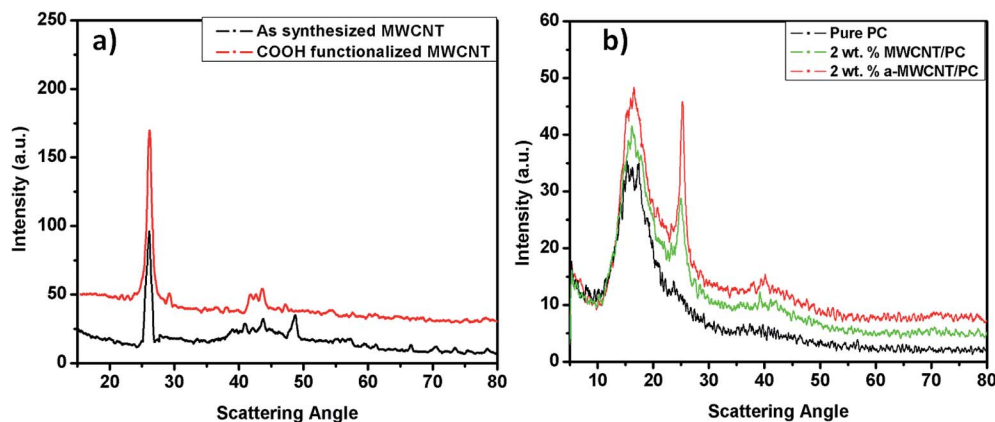 a)
As synthesized MWCNT
COOH functionalized MWCNT
Intensity (a.u.)
250
200
150
100
50
0
20 30 40 50 60 70 80
Scattering Angle
b)
Pure PC
2 wt. % MWCNT/PC
2 wt. % a-MWCNT/PC
Intensity (a.u.)
60
50
40
30
20
10
0
10 20 30 40 50 60 70 80
Scattering Angle